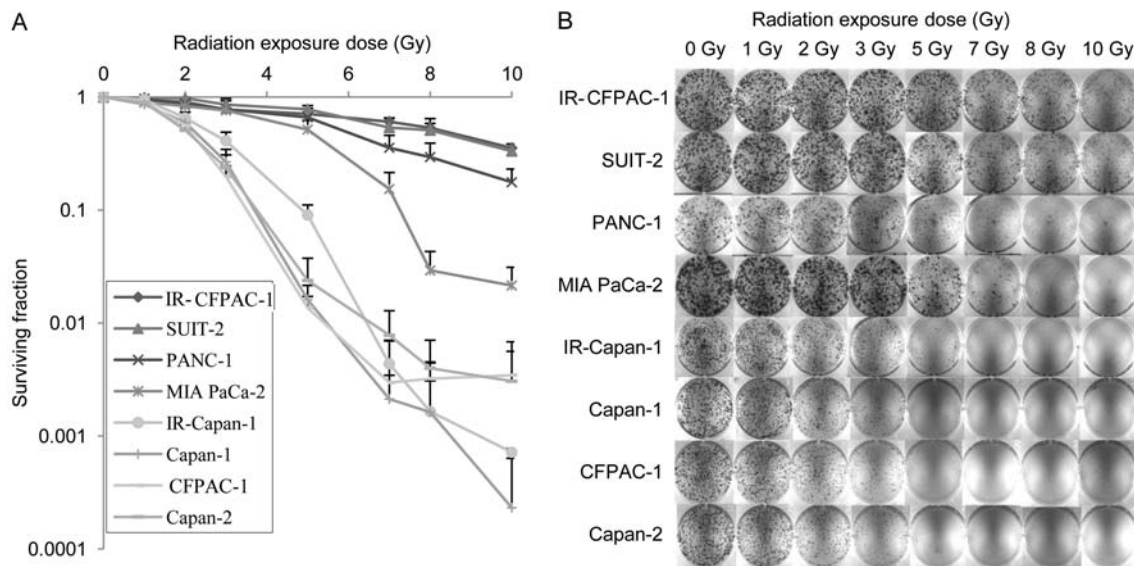 A
Radiation exposure dose (Gy)
0 2 4 6 8 10
1
0.1
0.01
0.001
0.0001
Surviving fraction
IR- CFPAC-1
SUIT-2
PANC-1
MIA PaCa-2
IR-Capan-1
Capan-1
CFPAC-1
Capan-2
B
Radiation exposure dose (Gy)
0 Gy 1 Gy 2 Gy 3 Gy 5 Gy 7 Gy 8 Gy 10 Gy
IR- CFPAC-1
SUIT-2
PANC-1
MIA PaCa-2
IR-Capan-1
Capan-1
CFPAC-1
Capan-2